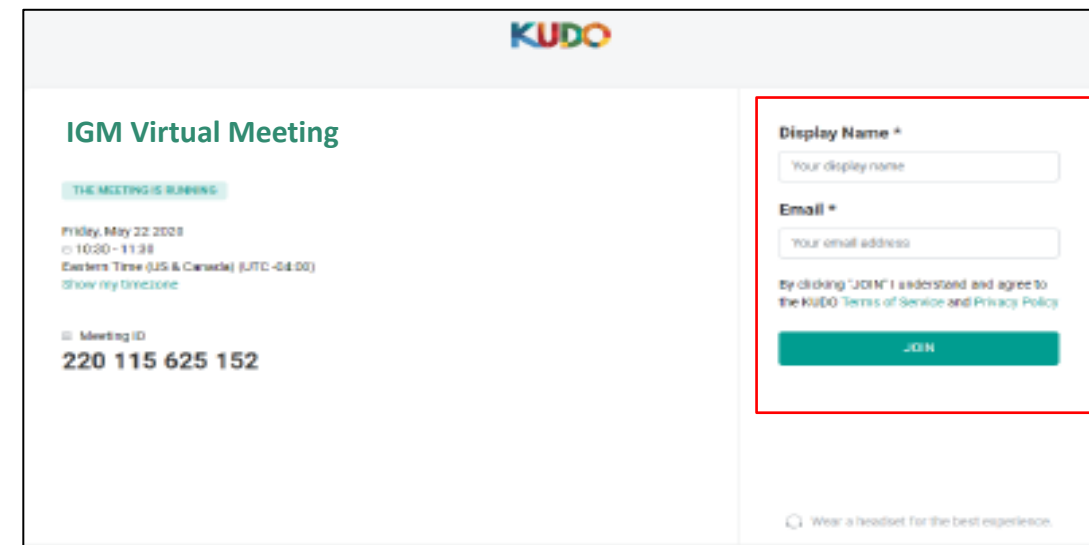 KUDO
IGM Virtual Meeting
THE MEETING IS RUNNING
Friday, May 22 2020
10:30 - 11:30
Eastern Time (US & Canada) (UTC -04:00)
Show my timezone
Meeting ID
220 115 625 152
Display Name *
Your display name
Email *
Your email address
By clicking "JOIN" I understand and agree to
the KUDO Terms of Service and Privacy Policy
JOIN
Wear a headset for the best experience.